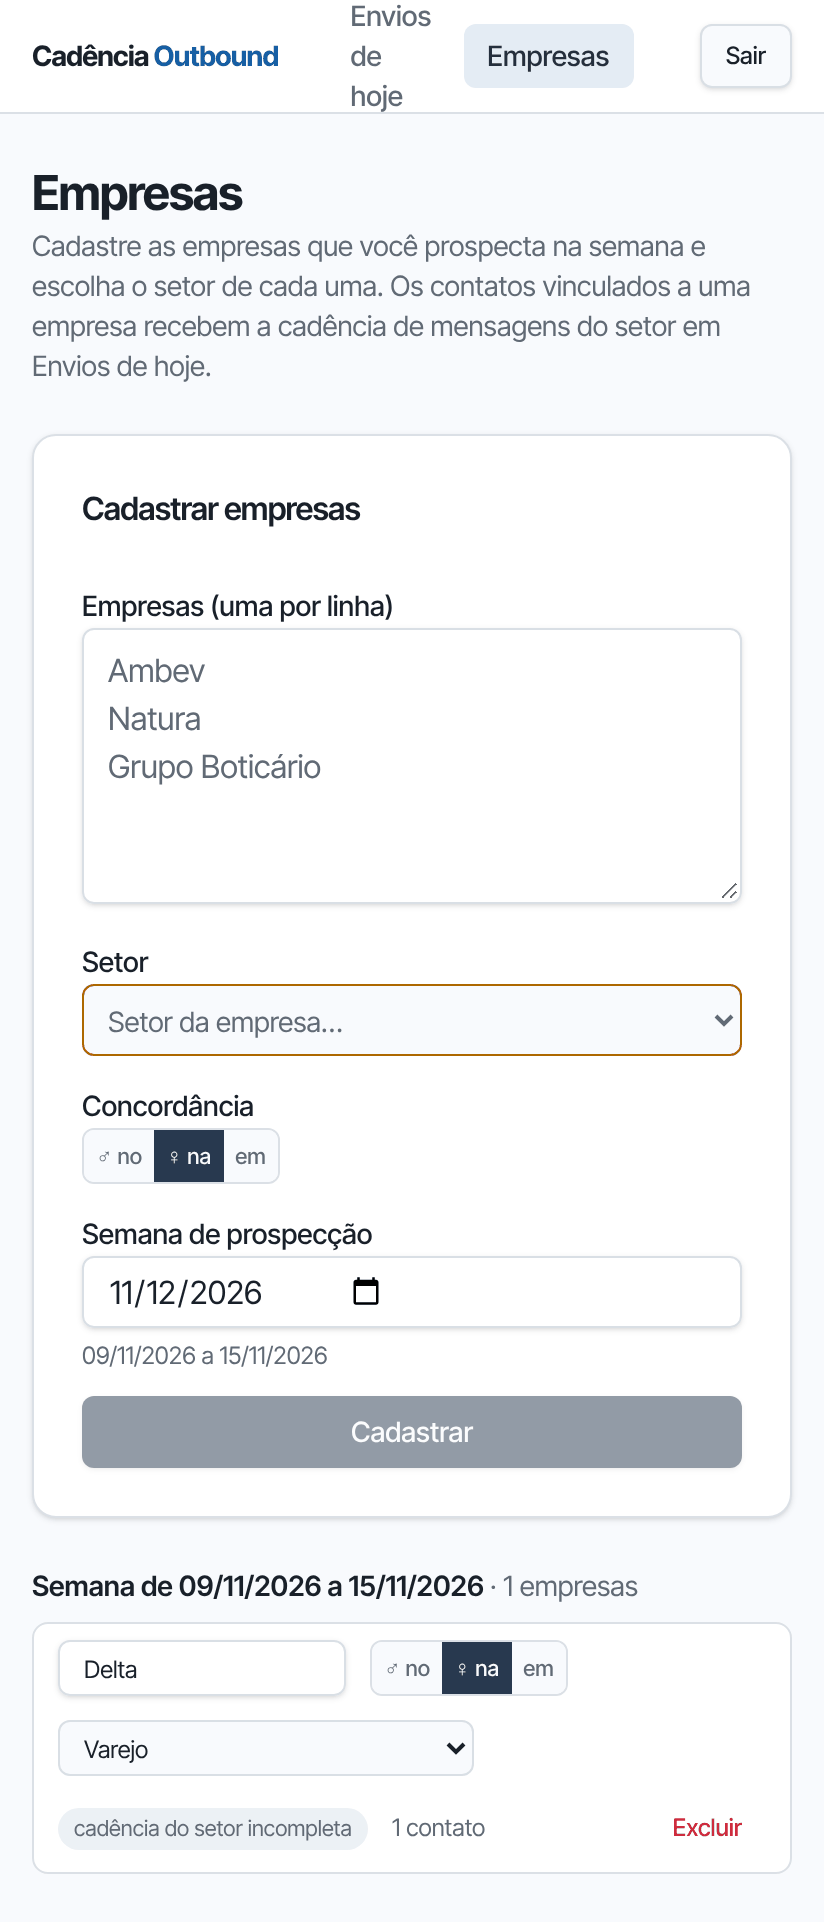 Cadência Outbound
Envios
de
hoje
Empresas
Sair
Empresas
Cadastre as empresas que você prospecta na semana e
escolha o setor de cada uma. Os contatos vinculados a uma
empresa recebem a cadência de mensagens do setor em
Envios de hoje.
Cadastrar empresas
Empresas (uma por linha)
Ambev
Natura
Grupo Boticário
Setor
Setor da empresa...
Concordância
♂ no ♀ na em
Semana de prospecção
11/12/2026
09/11/2026 a 15/11/2026
Cadastrar
Semana de 09/11/2026 a 15/11/2026 · 1 empresas
Delta ♂ no ♀ na em
Varejo
cadência do setor incompleta 1 contato Excluir